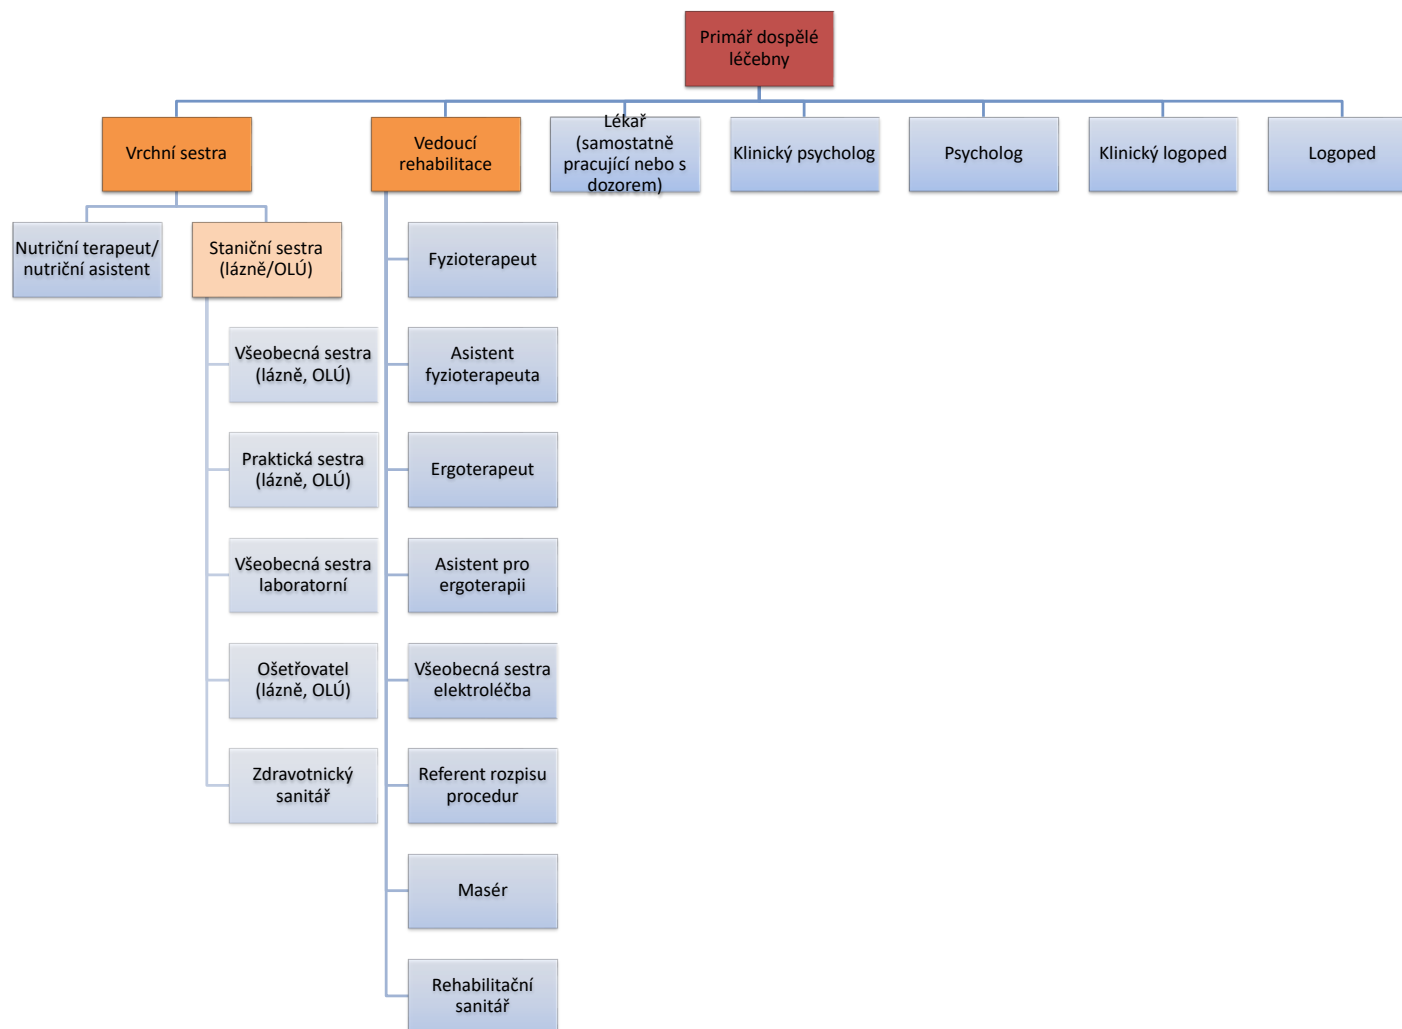 Primář dospělé
léčebny
Vrchní sestra
Vedoucí
rehabilitace
Lékař
(samostatně
pracující nebo s
dozorem)
Klinický psycholog
Psycholog
Klinický logoped
Logoped
Nutriční terapeut/
nutriční asistent
Staniční sestra
(lázně/OLÚ)
Všeobecná sestra
(lázně, OLÚ)
Praktická sestra
(lázně, OLÚ)
Všeobecná sestra
laboratorní
Ošetřovatel
(lázně, OLÚ)
Zdravotnický
sanitář
Fyzioterapeut
Asistent
fyzioterapeuta
Ergoterapeut
Asistent pro
ergoterapii
Všeobecná sestra
elektroléčba
Referent rozpisu
procedur
Masér
Rehabilitační
sanitář